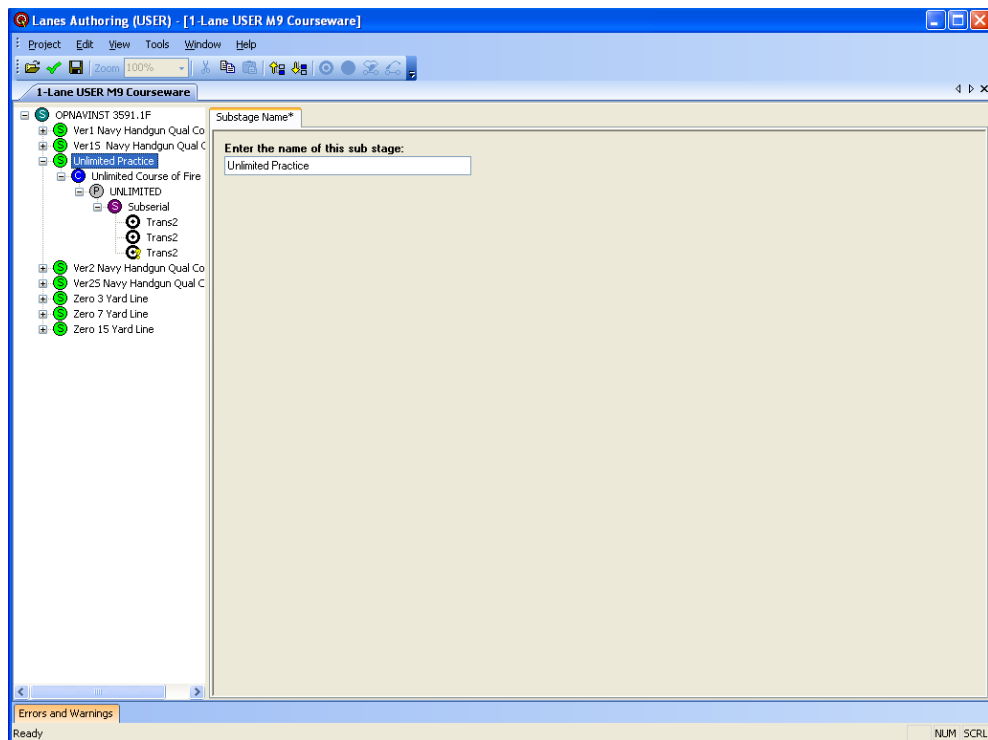 Lanes Authoring (USER) - [1-Lane USER M9 Courseware]
Project Edit View Tools Window Help
Zoom 100%
1-Lane USER M9 Courseware
S OPNAVINST 3591.1F
S Ver1 Navy Handgun Qual Co
S Ver1S Navy Handgun Qual C
S Unlimited Practice
C Unlimited Course of Fire
P UNLIMITED
S Subserial
Trans2
Trans2
Trans2
S Ver2 Navy Handgun Qual Co
S Ver2S Navy Handgun Qual C
S Zero 3 Yard Line
S Zero 7 Yard Line
S Zero 15 Yard Line
Substage Name*
Enter the name of this sub stage:
Unlimited Practice
Errors and Warnings
Ready
NUM SCRL